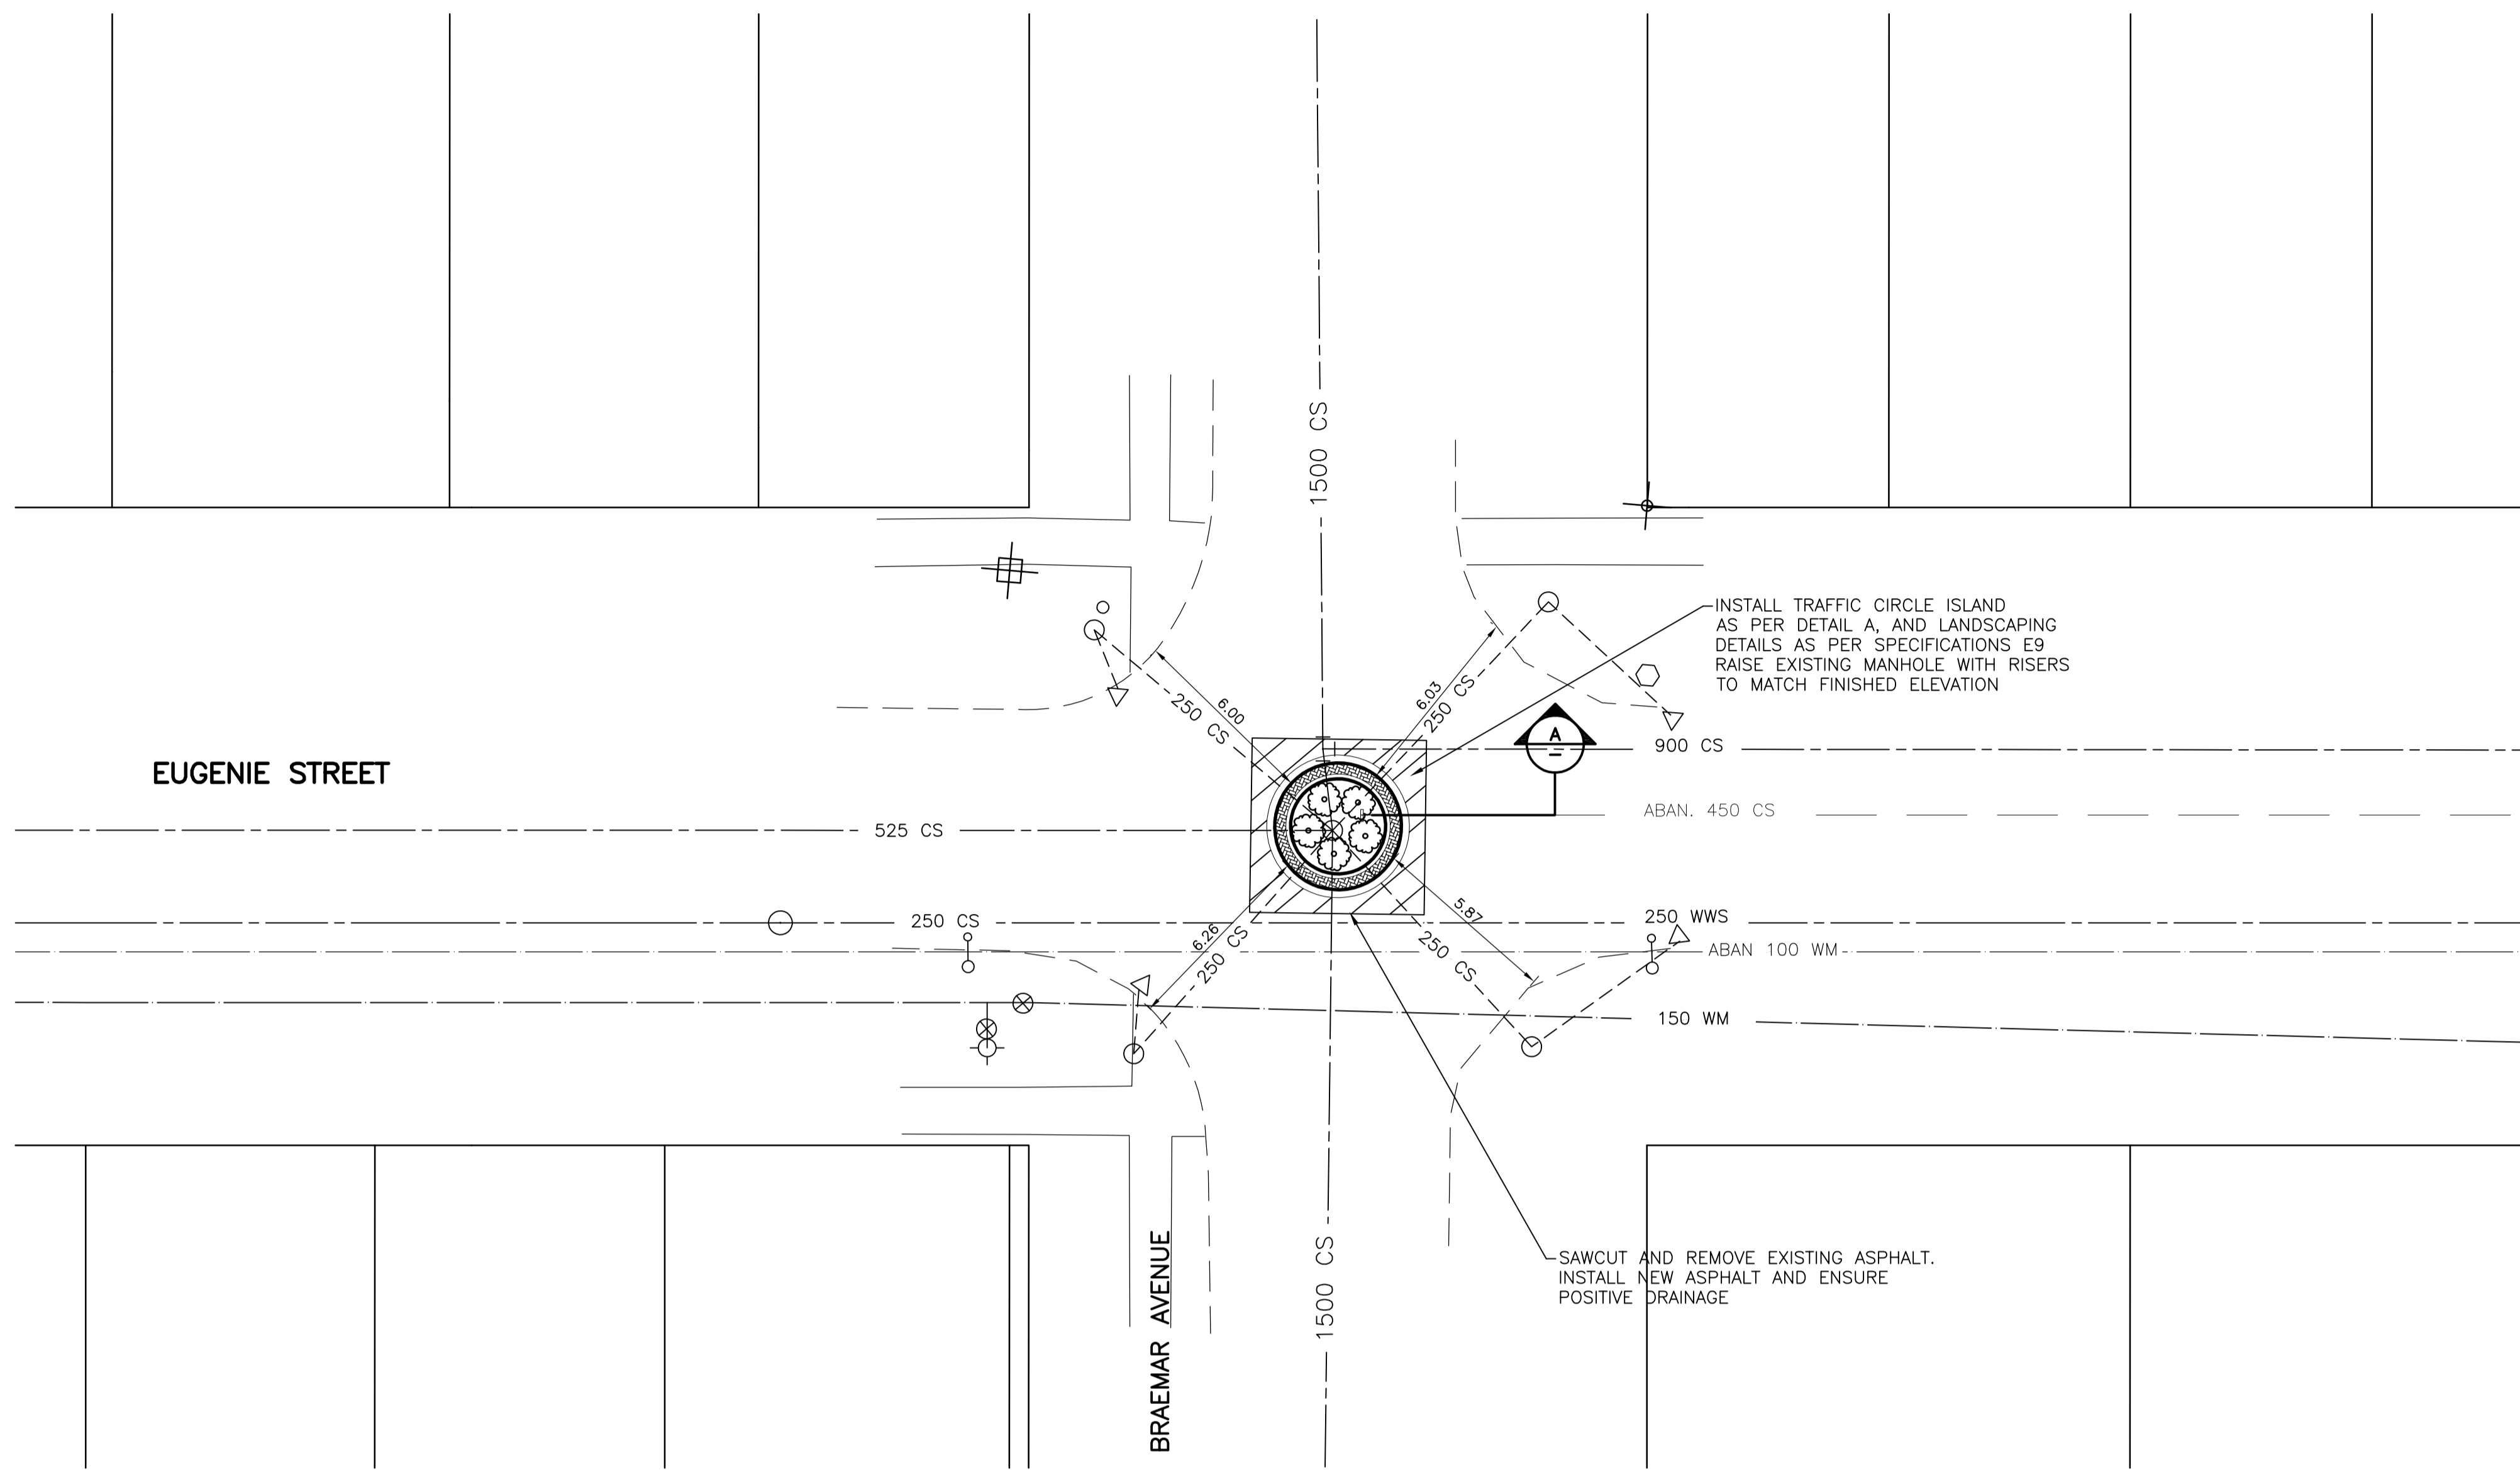 1500 CS
INSTALL TRAFFIC CIRCLE ISLAND
AS PER DETAIL A, AND LANDSCAPING
DETAILS AS PER SPECIFICATIONS E9
RAISE EXISTING MANHOLE WITH RISERS
TO MATCH FINISHED ELEVATION
6.00
250 CS
6.03
250 CS
A
900 CS
EUGENIE STREET
ABAN. 450 CS
525 CS
250 CS
6.26
250 CS
5.87
250 CS
250 WWS
ABAN 100 WM
150 WM
BRAEMAR AVENUE
1500 CS
SAWCUT AND REMOVE EXISTING ASPHALT.
INSTALL NEW ASPHALT AND ENSURE
POSITIVE DRAINAGE